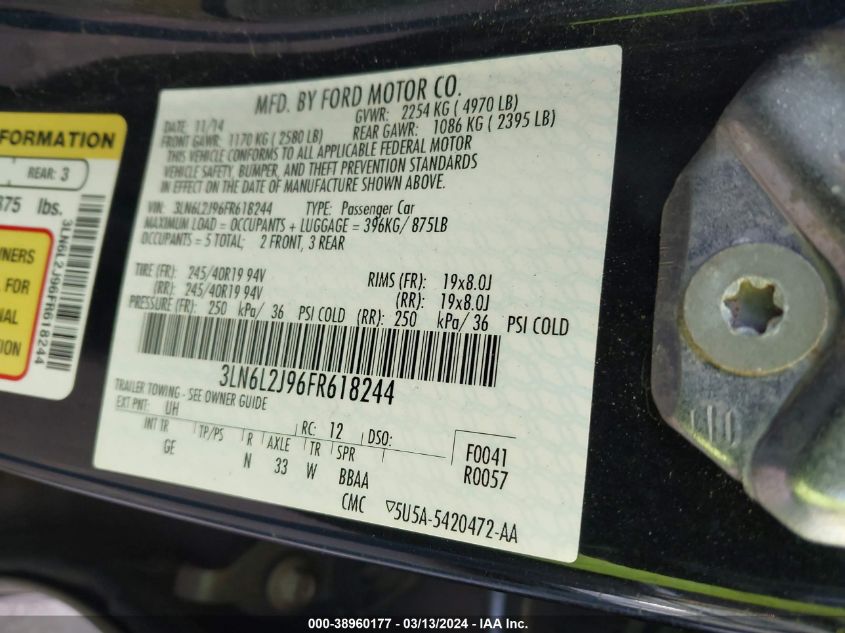 MFD. BY FORD MOTOR CO.
DATE: 11/14 GVWR: 2254 KG ( 4970 LB)
FRONT GAWR: 1170 KG ( 2580 LB) REAR GAWR: 1086 KG ( 2395 LB)
THIS VEHICLE CONFORMS TO ALL APPLICABLE FEDERAL MOTOR
VEHICLE SAFETY, BUMPER, AND THEFT PREVENTION STANDARDS
IN EFFECT ON THE DATE OF MANUFACTURE SHOWN ABOVE.
VIN: 3LN6L2J96FR618244 TYPE: Passenger Car
MAXIMUM LOAD = OCCUPANTS + LUGGAGE = 396KG/ 875LB
OCCUPANTS = 5 TOTAL; 2 FRONT, 3 REAR
TIRE (FR): 245/40R19 94V RIMS (FR): 19x8.0J
(RR): 245/40R19 94V (RR): 19x8.0J
PRESSURE (FR): 250 kPa/ 36 PSI COLD (RR): 250 kPa/ 36 PSI COLD
3LN6L2J96FR618244
TRAILER TOWING - SEE OWNER GUIDE
EXT PNT: UH RC: 12 DSO: F0041
INT TR TP/PS R AXLE TR SPR R0057
GE N 33 W BBAA
CMC ▽5U5A-5420472-AA
FORMATION
REAR: 3
875 lbs.
WNERS
FOR
NAL
TION
3LN6L2J96FR618244
000-38960177 - 03/13/2024 - IAA Inc.